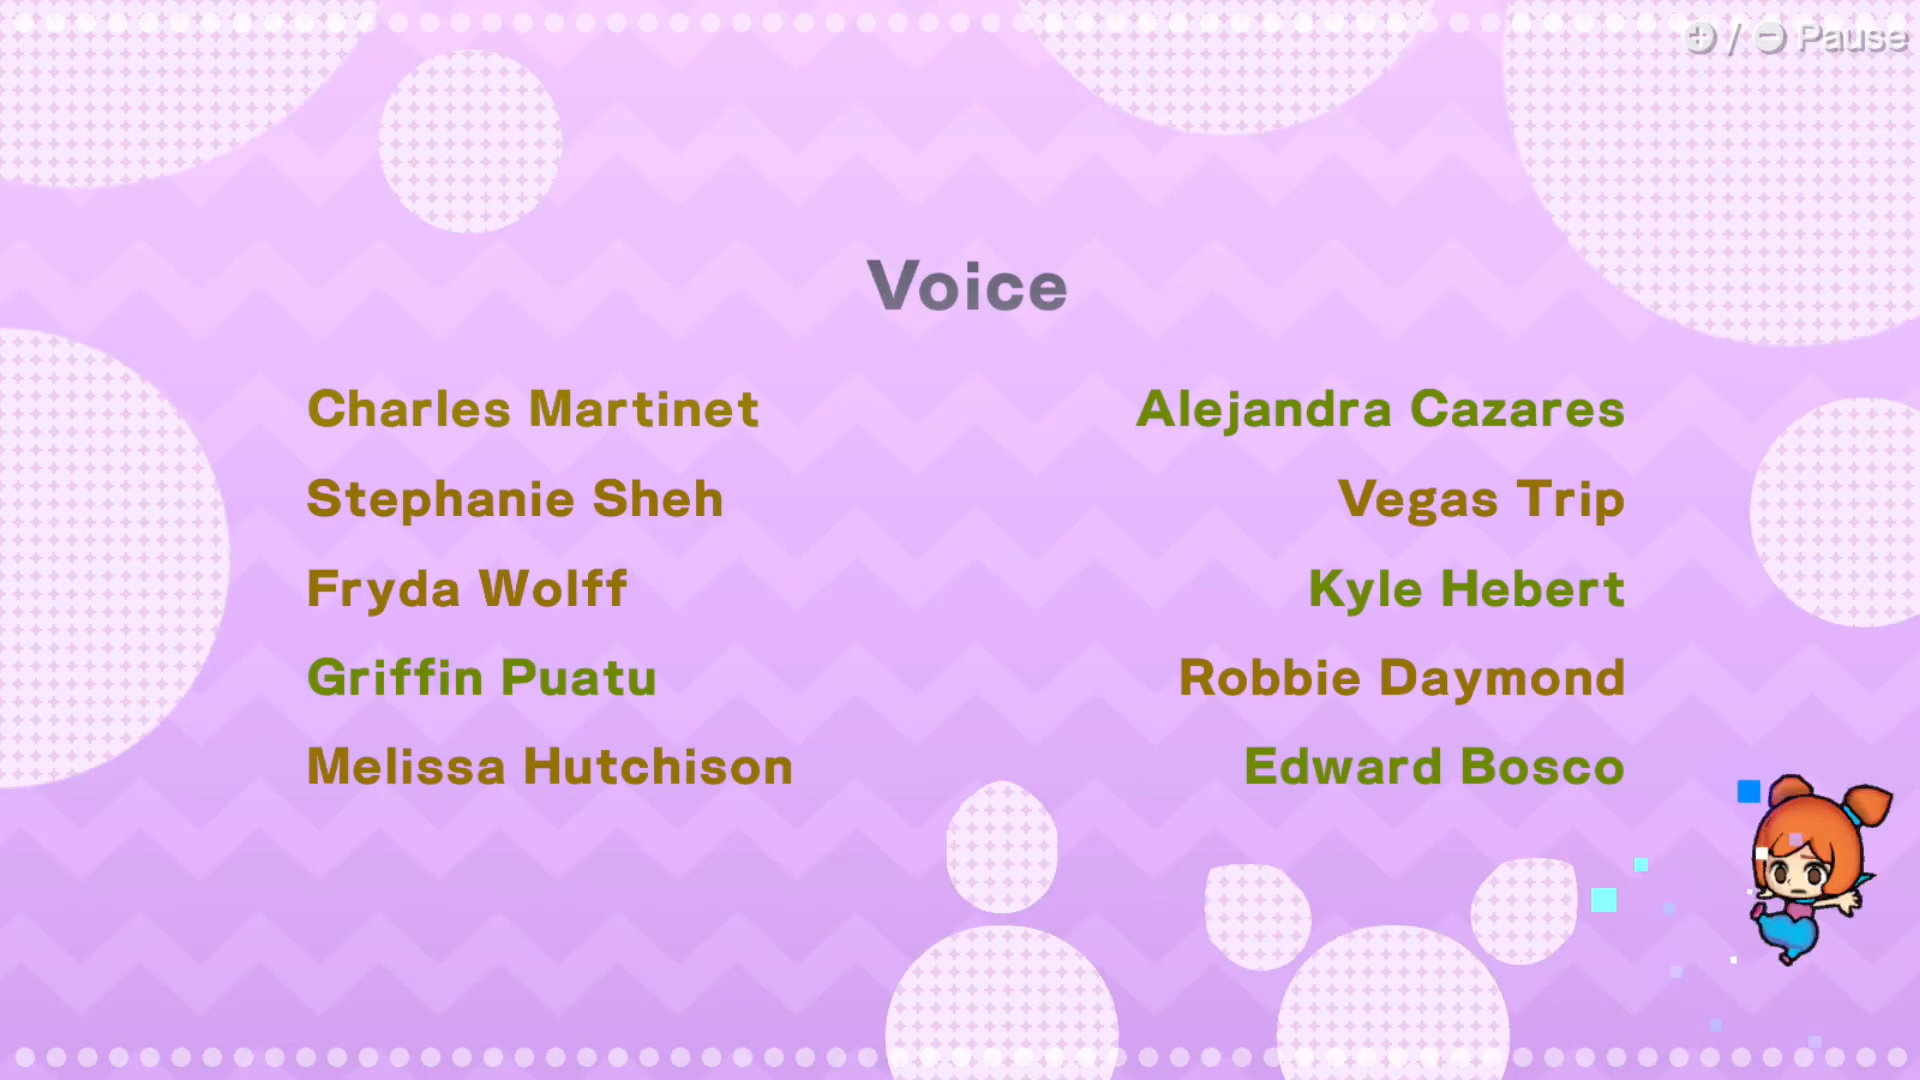 + / - Pause
Voice
Charles Martinet
Alejandra Cazares
Stephanie Sheh
Vegas Trip
Fryda Wolff
Kyle Hebert
Griffin Puatu
Robbie Daymond
Melissa Hutchison
Edward Bosco